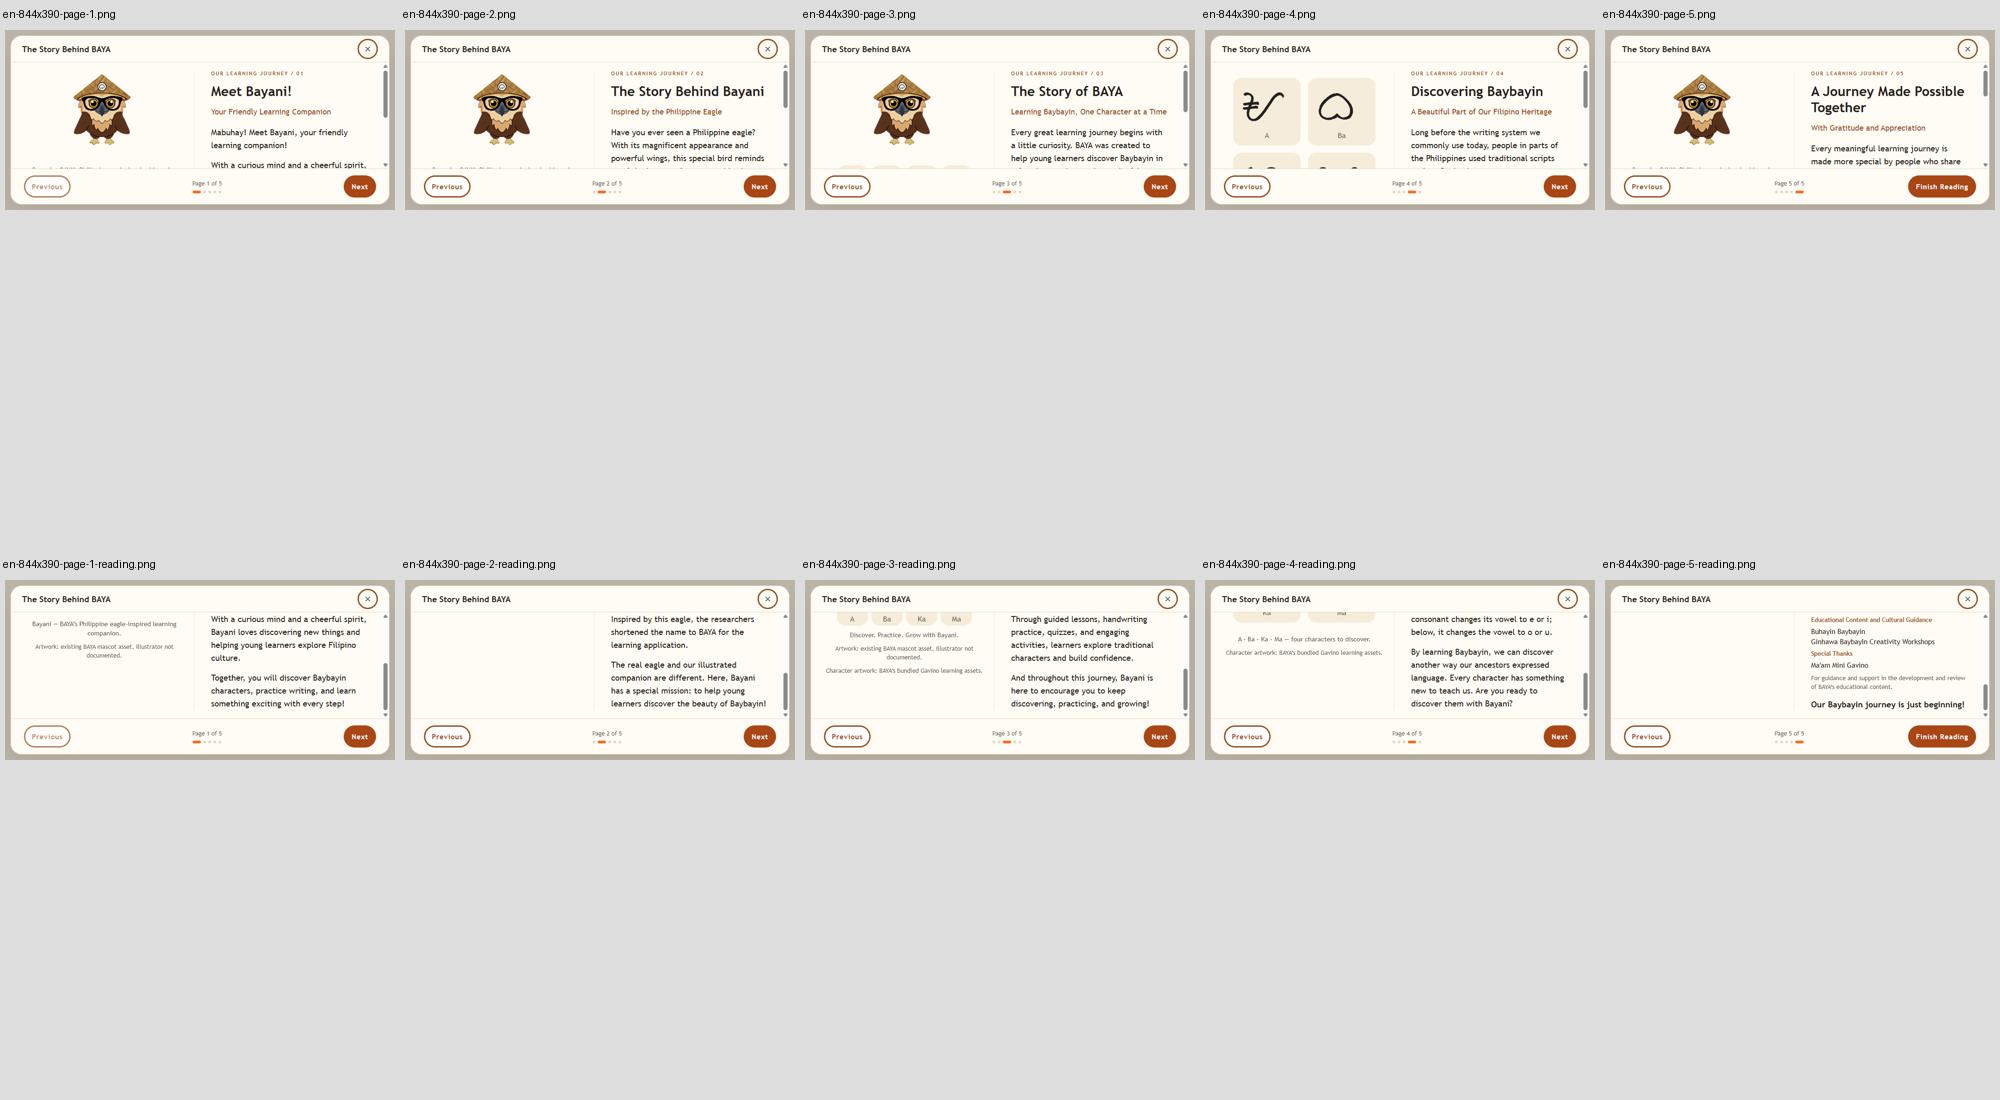 en-844x390-page-1.png
The Story Behind BAYA
×
OUR LEARNING JOURNEY / 01
Meet Bayani!
Your Friendly Learning Companion
Mabuhay! Meet Bayani, your friendly
learning companion!
With a curious mind and a cheerful spirit,
Previous
Page 1 of 5
Next
en-844x390-page-2.png
The Story Behind BAYA
×
OUR LEARNING JOURNEY / 02
The Story Behind Bayani
Inspired by the Philippine Eagle
Have you ever seen a Philippine eagle?
With its magnificent appearance and
powerful wings, this special bird reminds
Previous
Page 2 of 5
Next
en-844x390-page-3.png
The Story Behind BAYA
×
OUR LEARNING JOURNEY / 03
The Story of BAYA
Learning Baybayin, One Character at a Time
Every great learning journey begins with
a little curiosity. BAYA was created to
help young learners discover Baybayin in
Previous
Page 3 of 5
Next
en-844x390-page-4.png
The Story Behind BAYA
×
A
Ba
OUR LEARNING JOURNEY / 04
Discovering Baybayin
A Beautiful Part of Our Filipino Heritage
Long before the writing system we
commonly use today, people in parts of
the Philippines used traditional scripts
Previous
Page 4 of 5
Next
en-844x390-page-5.png
The Story Behind BAYA
×
OUR LEARNING JOURNEY / 05
A Journey Made Possible
Together
With Gratitude and Appreciation
Every meaningful learning journey is
made more special by people who share
Previous
Page 5 of 5
Finish Reading
en-844x390-page-1-reading.png
The Story Behind BAYA
×
Bayani — BAYA's Philippine eagle-inspired learning
companion.
Artwork: existing BAYA mascot asset, illustrator not
documented.
With a curious mind and a cheerful spirit,
Bayani loves discovering new things and
helping young learners explore Filipino
culture.
Together, you will discover Baybayin
characters, practice writing, and learn
something exciting with every step!
Previous
Page 1 of 5
Next
en-844x390-page-2-reading.png
The Story Behind BAYA
×
Inspired by this eagle, the researchers
shortened the name to BAYA for the
learning application.
The real eagle and our illustrated
companion are different. Here, Bayani
has a special mission: to help young
learners discover the beauty of Baybayin!
Previous
Page 2 of 5
Next
en-844x390-page-3-reading.png
The Story Behind BAYA
×
A
Ba
Ka
Ma
Discover. Practice. Grow with Bayani.
Artwork: existing BAYA mascot asset, illustrator not
documented.
Character artwork: BAYA's bundled Gavino learning assets.
Through guided lessons, handwriting
practice, quizzes, and engaging
activities, learners explore traditional
characters and build confidence.
And throughout this journey, Bayani is
here to encourage you to keep
discovering, practicing, and growing!
Previous
Page 3 of 5
Next
en-844x390-page-4-reading.png
The Story Behind BAYA
×
Ka
Ma
A · Ba · Ka · Ma — four characters to discover.
Character artwork: BAYA's bundled Gavino learning assets.
consonant changes its vowel to e or i;
below, it changes the vowel to o or u.
By learning Baybayin, we can discover
another way our ancestors expressed
language. Every character has something
new to teach us. Are you ready to
discover them with Bayani?
Previous
Page 4 of 5
Next
en-844x390-page-5-reading.png
The Story Behind BAYA
×
Educational Content and Cultural Guidance
Buhayin Baybayin
Ginhawa Baybayin Creativity Workshops
Special Thanks
Ma'am Mini Gavino
For guidance and support in the development and review
of BAYA's educational content.
Our Baybayin journey is just beginning!
Previous
Page 5 of 5
Finish Reading